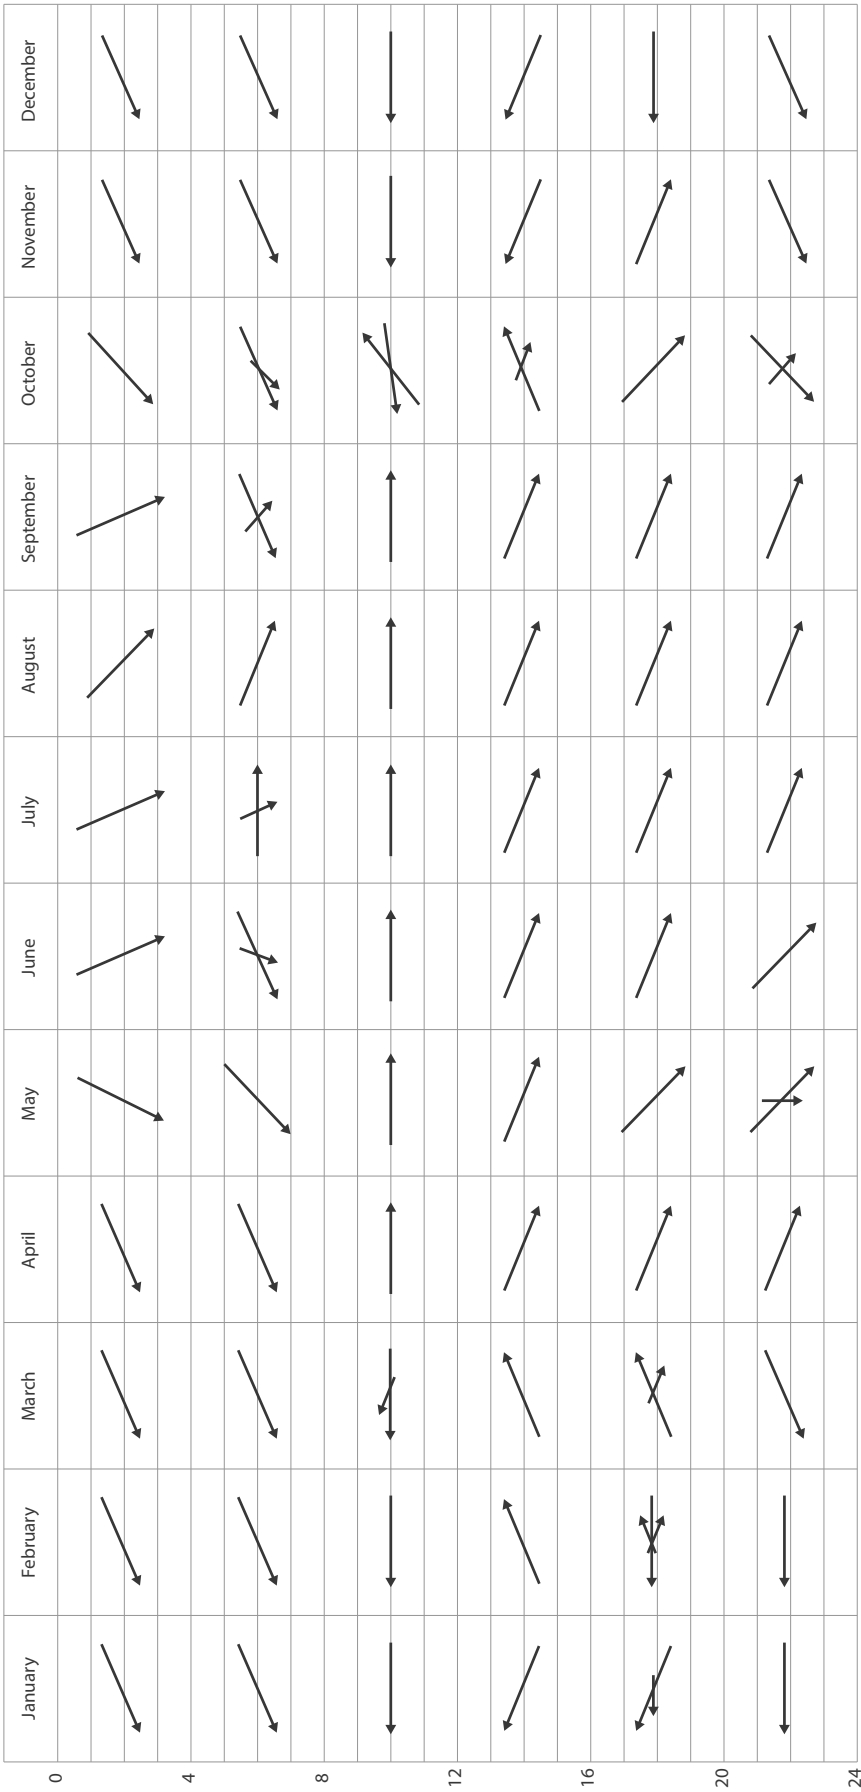 January
February
March
April
May
June
July
August
September
October
November
December
0
4
8
12
16
20
24